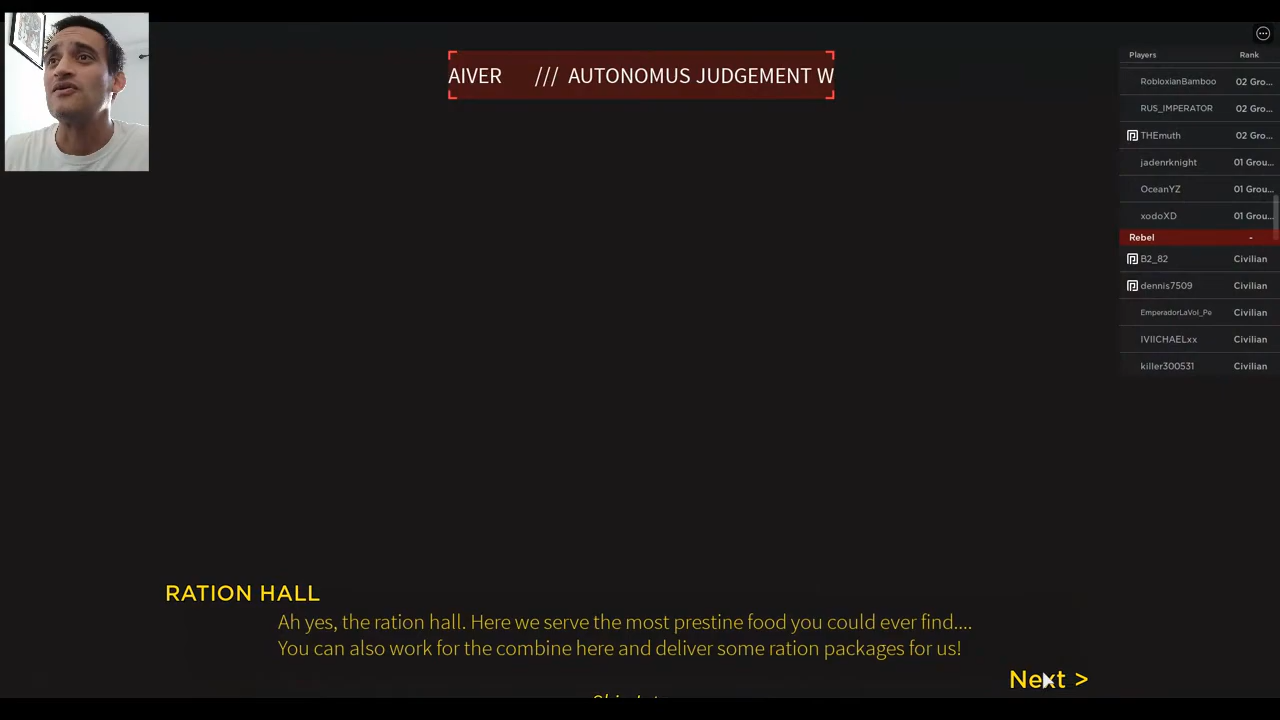 AIVER /// AUTONOMUS JUDGEMENT W
Players Rank
RobloxianBamboo 02 Gro...
RUS_IMPERATOR 02 Gro...
THEmuth 02 Gro...
jadenrknight 01 Grou...
OceanYZ 01 Grou...
xodoXD 01 Grou...
Rebel -
B2_82 Civilian
dennis7509 Civilian
EmperadorLaVol_Pe Civilian
IVIICHAELxx Civilian
killer300531 Civilian
RATION HALL
Ah yes, the ration hall. Here we serve the most prestine food you could ever find....
You can also work for the combine here and deliver some ration packages for us!
Next >